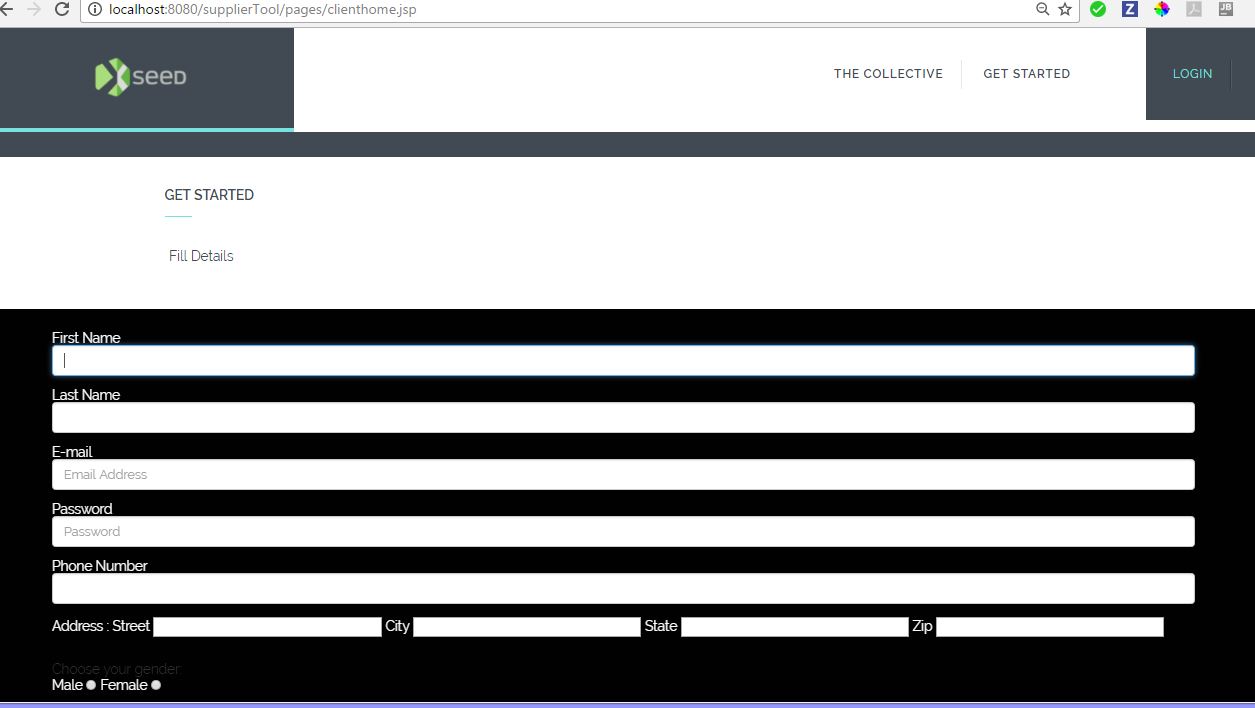 localhost:8080/supplierTool/pages/clienthome.jsp
Z
JB
SEED
THE COLLECTIVE
GET STARTED
LOGIN
GET STARTED
Fill Details
First Name
Last Name
E-mail
Email Address
Password
Password
Phone Number
Address : Street City State Zip
Choose your gender:
Male Female